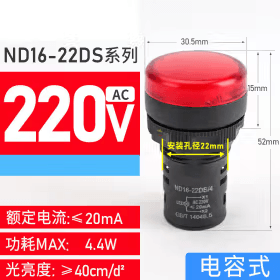 ND16-22DS系列
30.5mm
220V
AC
15mm
52mm
安装孔径22mm
ND16-22DS/4
≤20mA
额定电流:≤20mA
功耗MAX: 4.4W
光亮度:≥40cm/d²
电容式